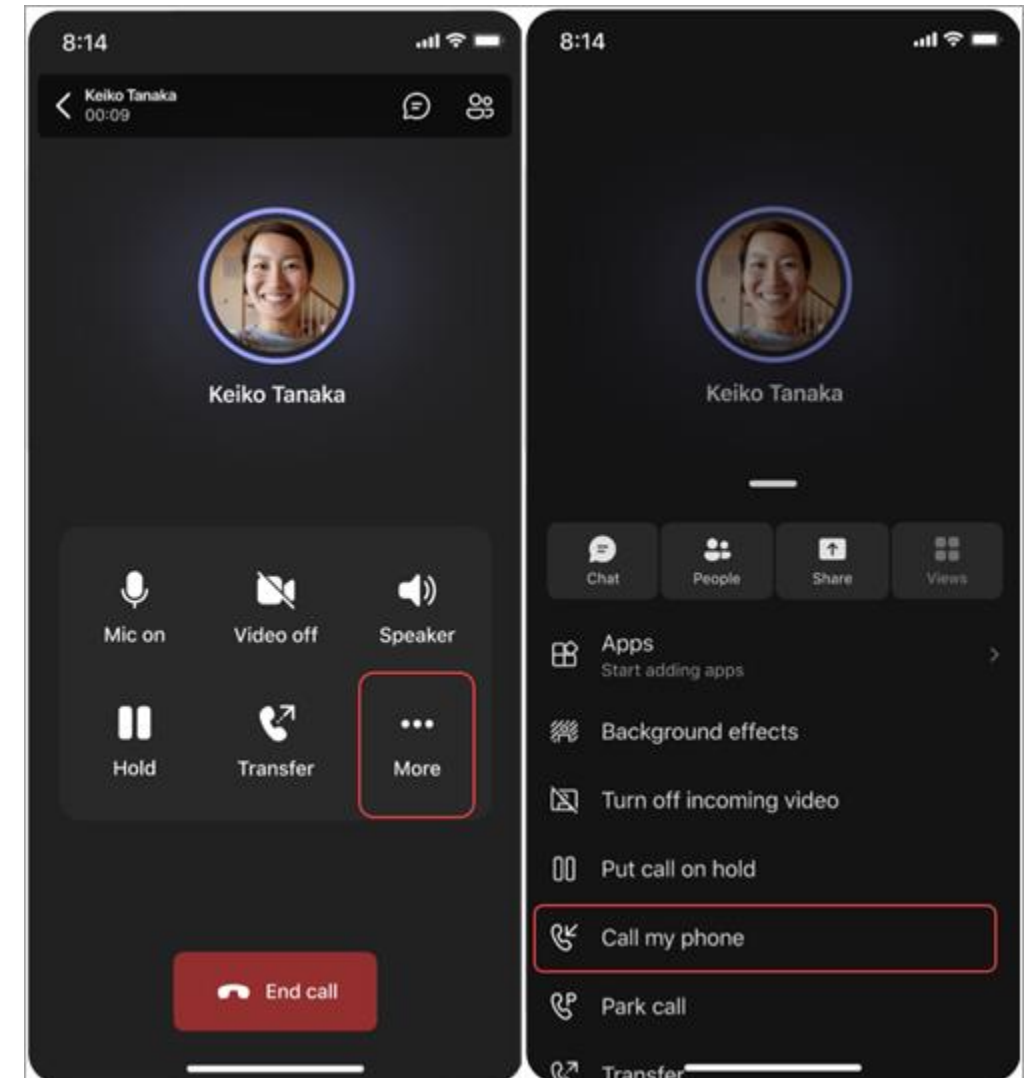 8:14
Keiko Tanaka
00:09
Keiko Tanaka
Mic on
Video off
Speaker
Hold
Transfer
More
End call
8:14
Keiko Tanaka
Chat
People
Share
Views
Apps
Start adding apps
Background effects
Turn off incoming video
Put call on hold
Call my phone
Park call
Transfer